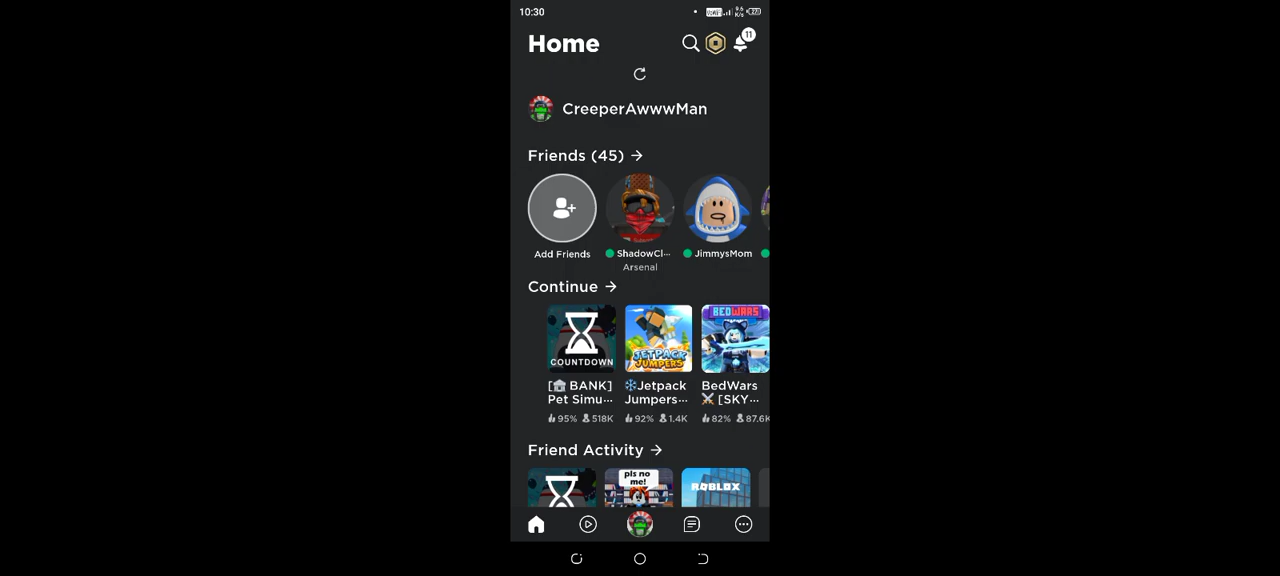 10:30
Home
11
CreeperAwwwMan
Friends (45) →
Add Friends
ShadowCl...
Arsenal
JimmysMom
Continue →
COUNTDOWN
JETPACK
JUMPERS
BEDWARS
[🏦 BANK]
Pet Simu...
❄️Jetpack
Jumpers...
BedWars
⚔️ [SKY...
95% 518K
92% 1.4K
82% 87.6K
Friend Activity →
pls no
me!
ROBLOX